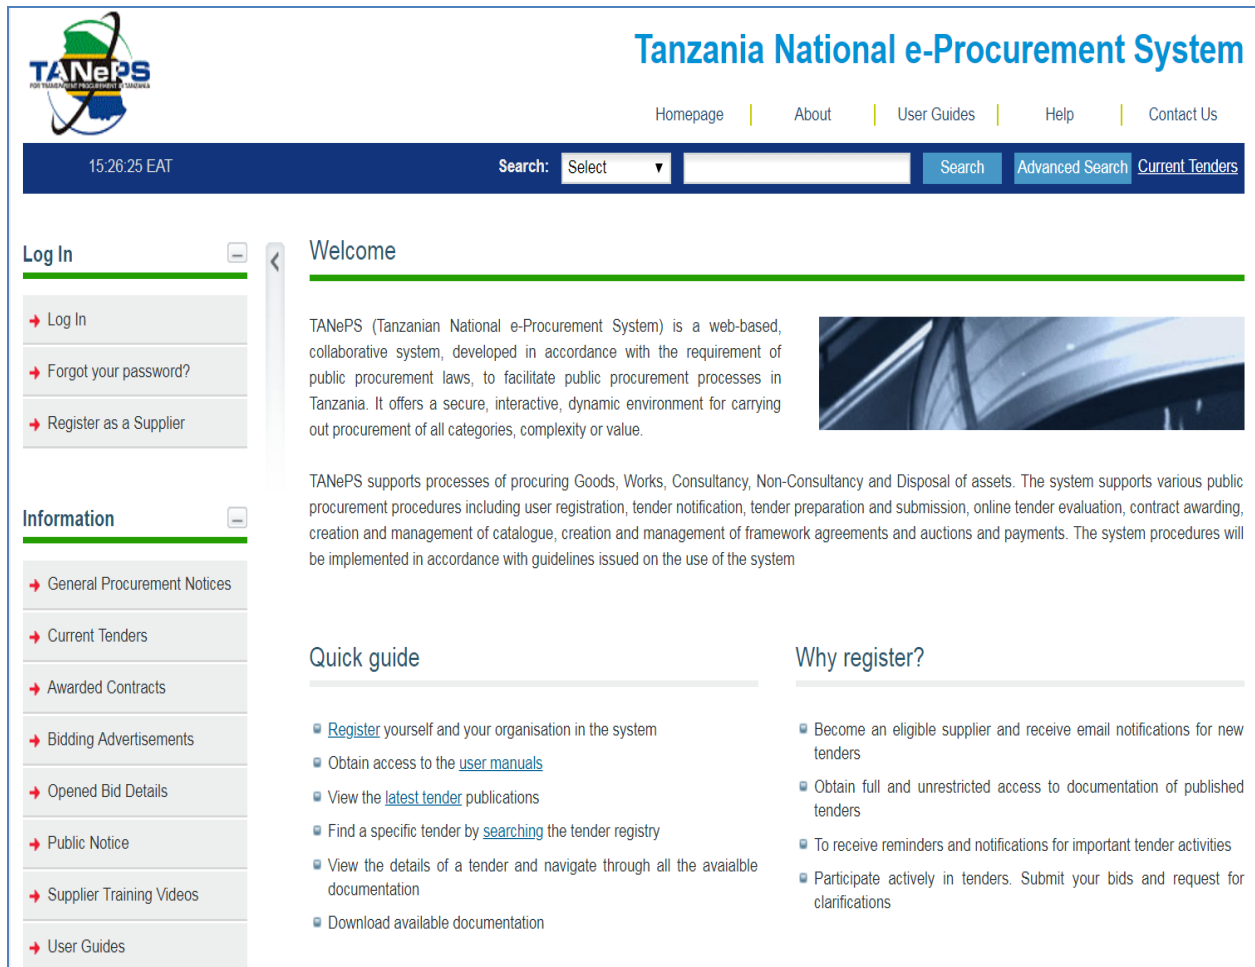 TANePS
FOR TRANSPARENT PROCUREMENT IN TANZANIA
Tanzania National e-Procurement System
Homepage
About
User Guides
Help
Contact Us
15:26:25 EAT
Search:
Select
Search
Advanced Search
Current Tenders
Log In
Log In
Forgot your password?
Register as a Supplier
Information
General Procurement Notices
Current Tenders
Awarded Contracts
Bidding Advertisements
Opened Bid Details
Public Notice
Supplier Training Videos
User Guides
Welcome
TANePS (Tanzanian National e-Procurement System) is a web-based,
collaborative system, developed in accordance with the requirement of
public procurement laws, to facilitate public procurement processes in
Tanzania. It offers a secure, interactive, dynamic environment for carrying
out procurement of all categories, complexity or value.
TANePS supports processes of procuring Goods, Works, Consultancy, Non-Consultancy and Disposal of assets. The system supports various public
procurement procedures including user registration, tender notification, tender preparation and submission, online tender evaluation, contract awarding,
creation and management of catalogue, creation and management of framework agreements and auctions and payments. The system procedures will
be implemented in accordance with guidelines issued on the use of the system
Quick guide
Register yourself and your organisation in the system
Obtain access to the user manuals
View the latest tender publications
Find a specific tender by searching the tender registry
View the details of a tender and navigate through all the avaialble
documentation
Download available documentation
Why register?
Become an eligible supplier and receive email notifications for new
tenders
Obtain full and unrestricted access to documentation of published
tenders
To receive reminders and notifications for important tender activities
Participate actively in tenders. Submit your bids and request for
clarifications